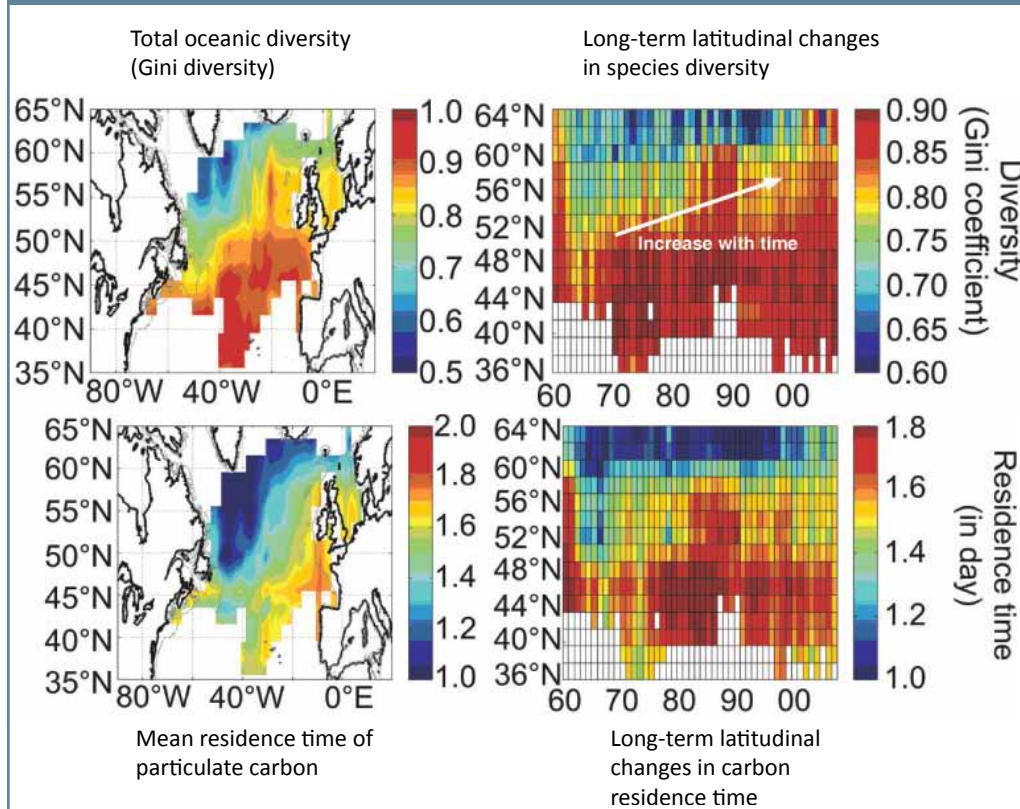 Total oceanic diversity
(Gini diversity)
Long-term latitudinal changes
in species diversity
65°N
60°N
55°N
50°N
45°N
40°N
35°N
80°W
40°W
0°E
1.0
0.9
0.8
0.7
0.6
0.5
64°N
60°N
56°N
52°N
48°N
44°N
40°N
36°N
60
70
80
90
00
Increase with time
0.90
0.85
0.80
0.75
0.70
0.65
0.60
Diversity
(Gini coefficient)
65°N
60°N
55°N
50°N
45°N
40°N
35°N
80°W
40°W
0°E
2.0
1.8
1.6
1.4
1.2
1.0
64°N
60°N
56°N
52°N
48°N
44°N
40°N
36°N
60
70
80
90
00
1.8
1.6
1.4
1.2
1.0
Residence time
(in day)
Mean residence time of
particulate carbon
Long-term latitudinal
changes in carbon
residence time